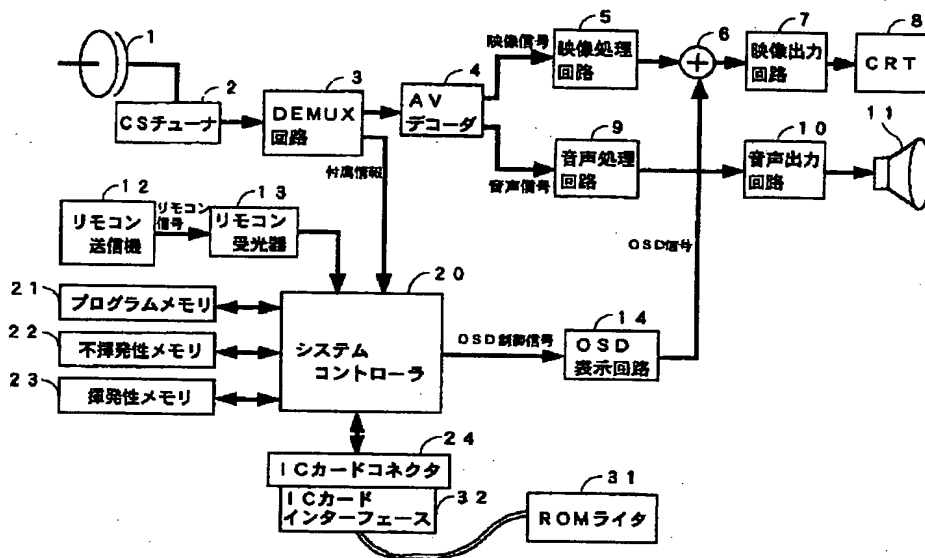 1
CSチューナ
2
DEMUX
回路
3
AV
デコーダ
4
映像信号
音声信号
映像処理
回路
5
6
映像出力
回路
7
CRT
8
音声処理
回路
9
音声出力
回路
10
11
付属情報
OSD信号
リモコン
送信機
12
リモコン
信号
リモコン
受光器
13
21
プログラムメモリ
22
不揮発性メモリ
23
揮発性メモリ
システム
コントローラ
20
OSD制御信号
OSD
表示回路
14
24
ICカードコネクタ
ICカード
インターフェース
32
ROMライタ
31